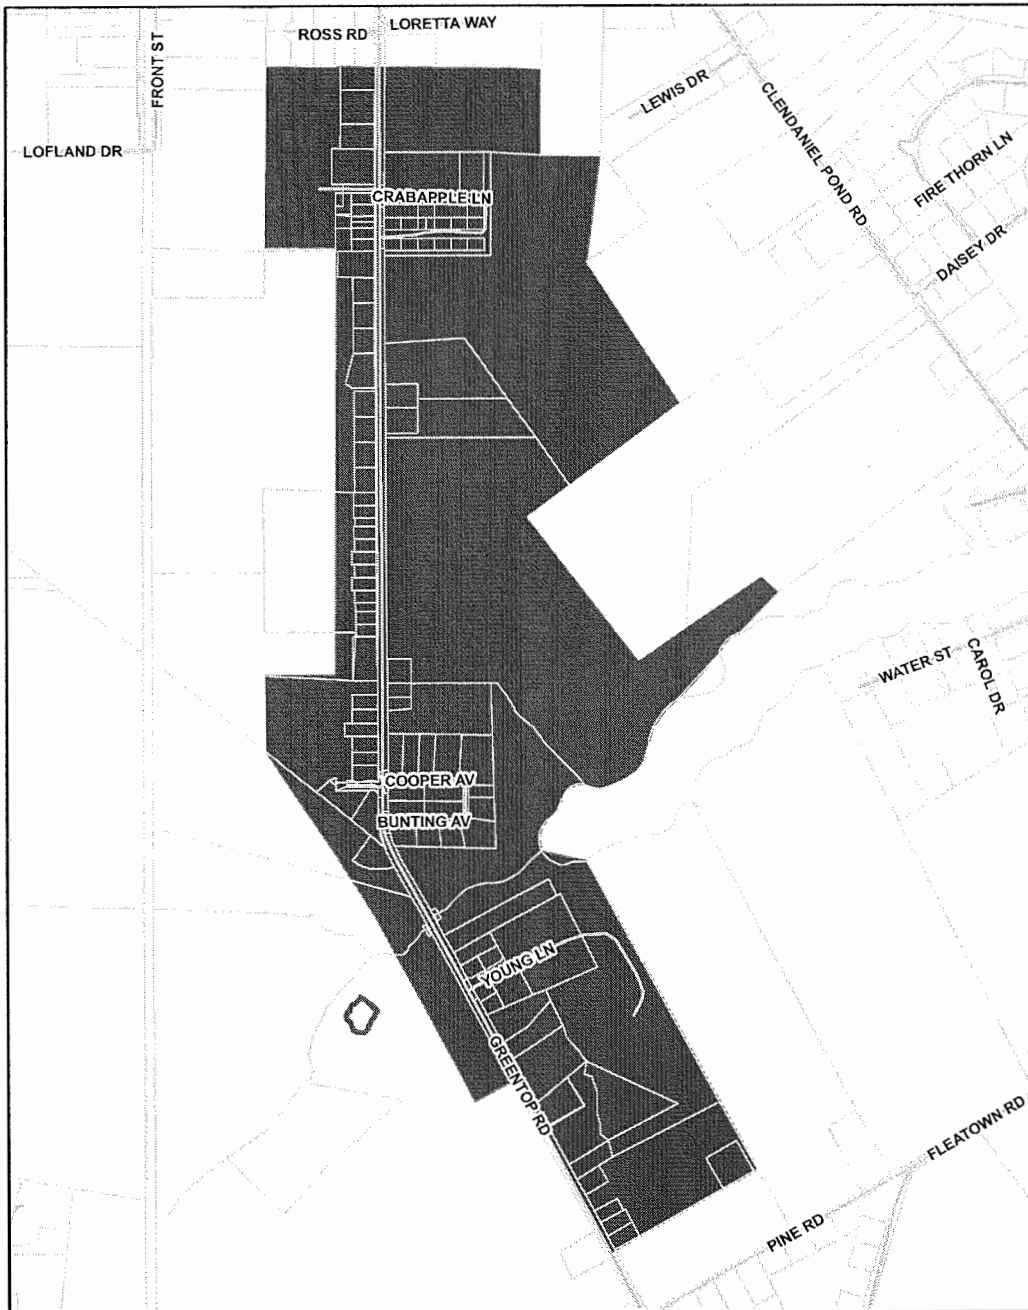 LORETTA WAY
ROSS RD
FRONT ST
LEWIS DR
CLENDANIEL POND RD
LOFLAND DR
FIRE THORN LN
CRABAPPLE LN
DAISEY DR
WATER ST
CAROL DR
COOPER AV
BUNTING AV
YOUNG LN
GREENTOP RD
FLEATOWN RD
PINE RD